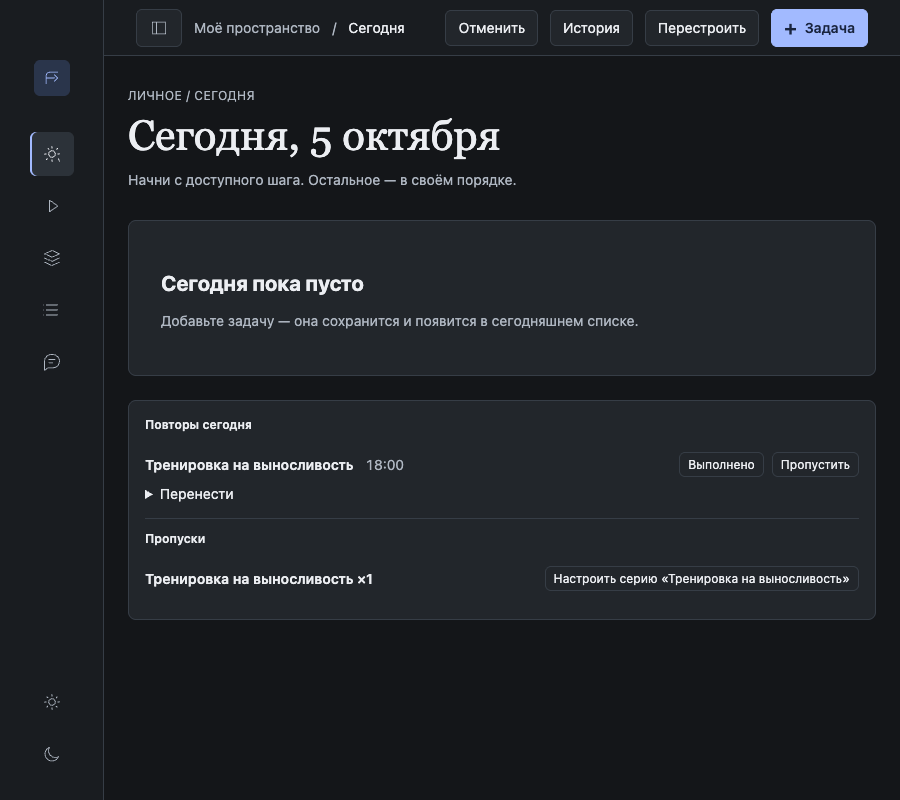 Моё пространство / Сегодня
Отменить
История
Перестроить
+ Задача
ЛИЧНОЕ / СЕГОДНЯ
Сегодня, 5 октября
Начни с доступного шага. Остальное — в своём порядке.
Сегодня пока пусто
Добавьте задачу — она сохранится и появится в сегодняшнем списке.
Повторы сегодня
Тренировка на выносливость 18:00
Выполнено
Пропустить
Перенести
Пропуски
Тренировка на выносливость ×1
Настроить серию «Тренировка на выносливость»